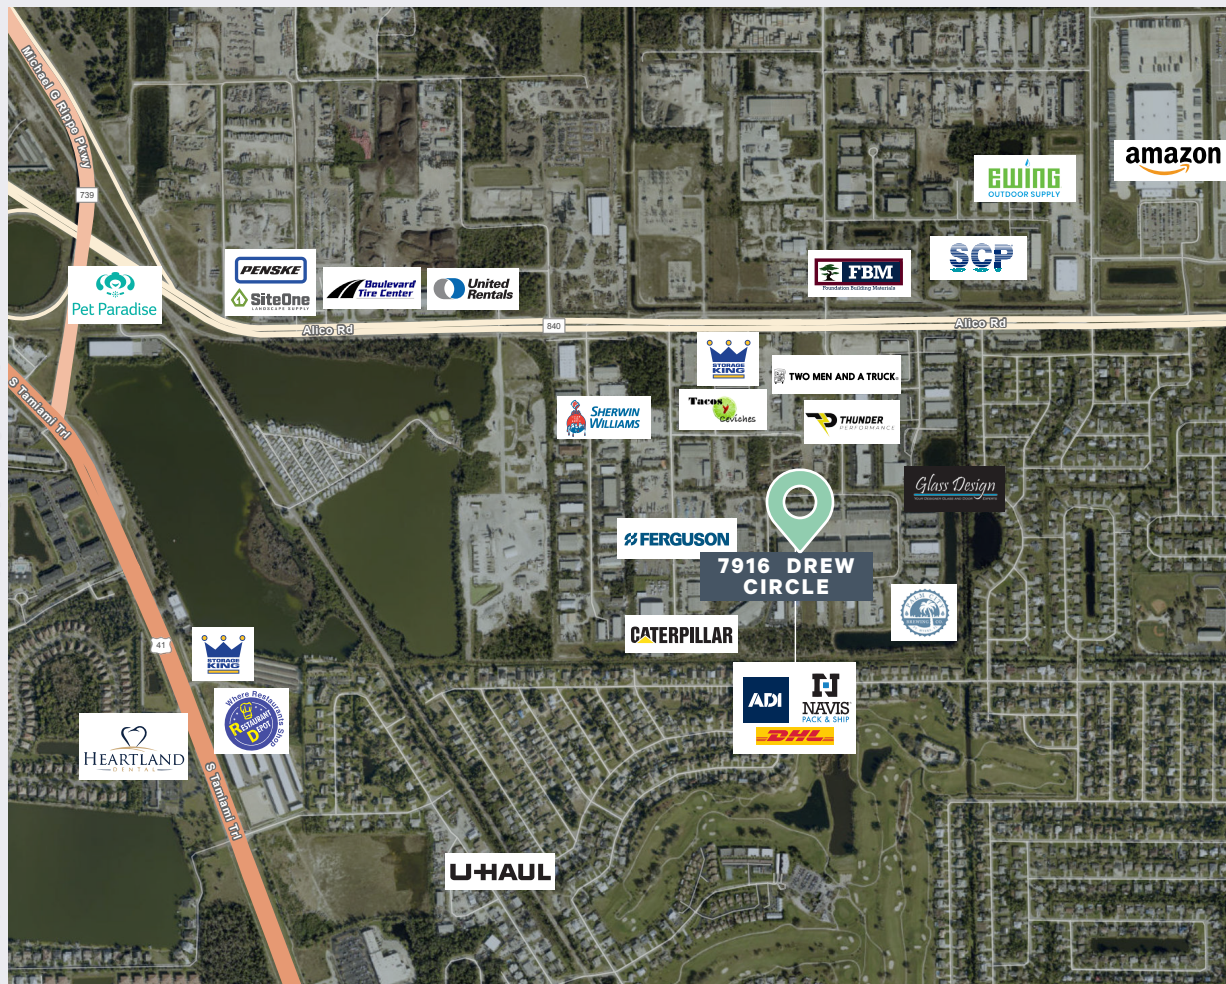 Michael G Rippe Pkwy
739
amazon
EWING
OUTDOOR SUPPLY
SCP
FBM
Foundation Building Materials
PENSKE
SiteOne
LANDSCAPE SUPPLY
Boulevard
Tire Center
United
Rentals
Pet Paradise
Alico Rd
840
Alico Rd
STORAGE
KING
TWO MEN AND A TRUCK
S Tamiami Trl
SHERWIN
WILLIAMS
Tacos
y
Ceviches
THUNDER
PERFORMANCE
Glass Design
FERGUSON
7916 DREW
CIRCLE
PALM CITY
BREWING
CATERPILLAR
41
STORAGE
KING
ADI
NAVIS
PACK & SHIP
DHL
Where Restaurants Shop
RESTAURANT
DEPOT
HEARTLAND
DENTAL
S Tamiami Trl
U-HAUL